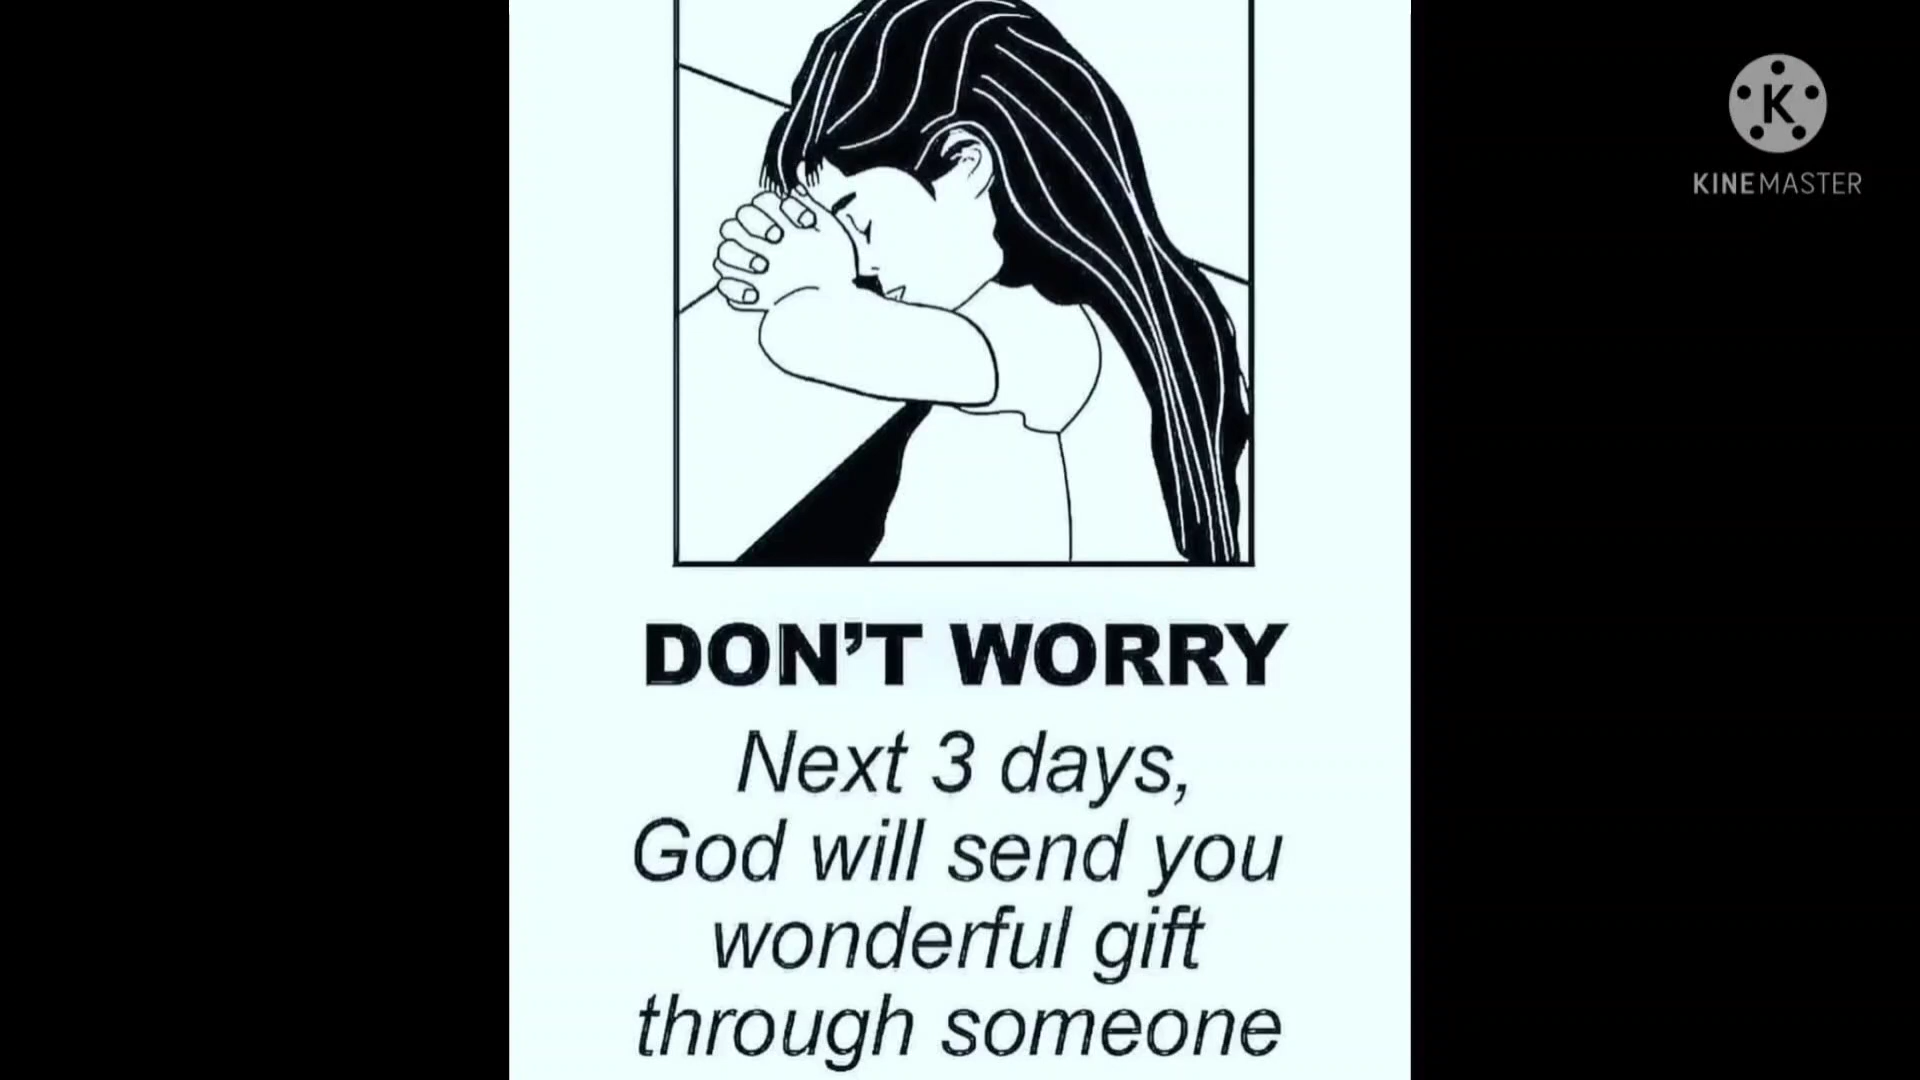 K
KINEMASTER
DON'T WORRY
Next 3 days,
God will send you
wonderful gift
through someone